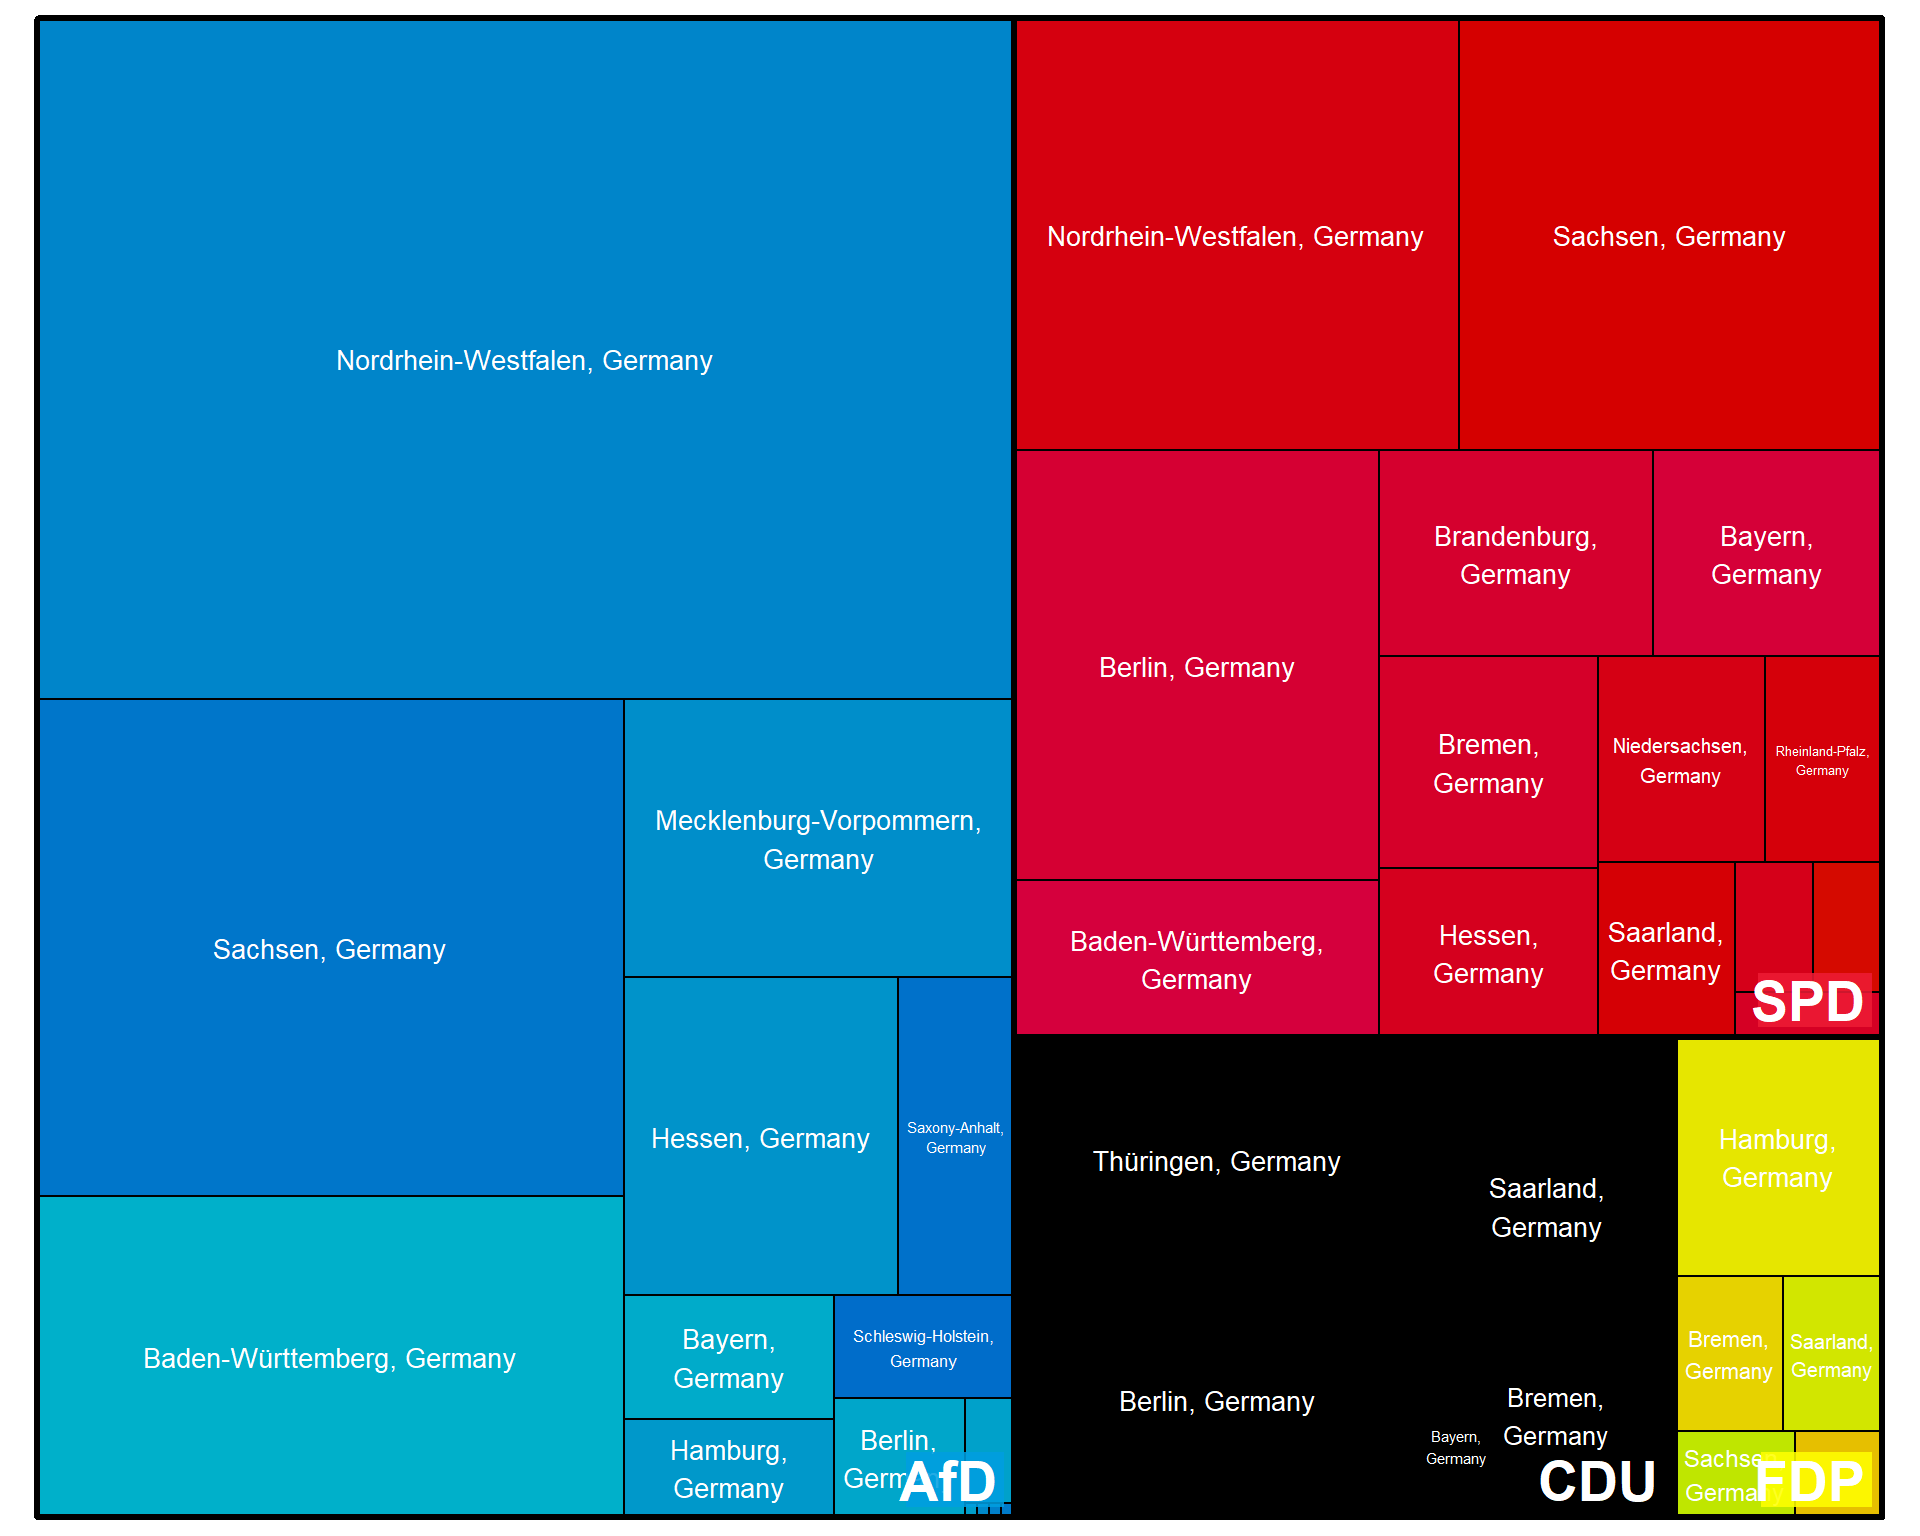 Nordrhein-Westfalen, Germany
Sachsen, Germany
Mecklenburg-Vorpommern,
Germany
Hessen, Germany
Saxony-Anhalt,
Germany
Baden-Württemberg, Germany
Bayern,
Germany
Schleswig-Holstein,
Germany
Hamburg,
Germany
Berlin,
Germany
AfD
Nordrhein-Westfalen, Germany
Sachsen, Germany
Berlin, Germany
Brandenburg,
Germany
Bayern,
Germany
Bremen,
Germany
Niedersachsen,
Germany
Rheinland-Pfalz,
Germany
Baden-Württemberg,
Germany
Hessen,
Germany
Saarland,
Germany
SPD
Thüringen, Germany
Saarland,
Germany
Berlin, Germany
Bremen,
Germany
Bayern,
Germany
CDU
Hamburg,
Germany
Bremen,
Germany
Saarland,
Germany
Sachsen,
Germany
FDP